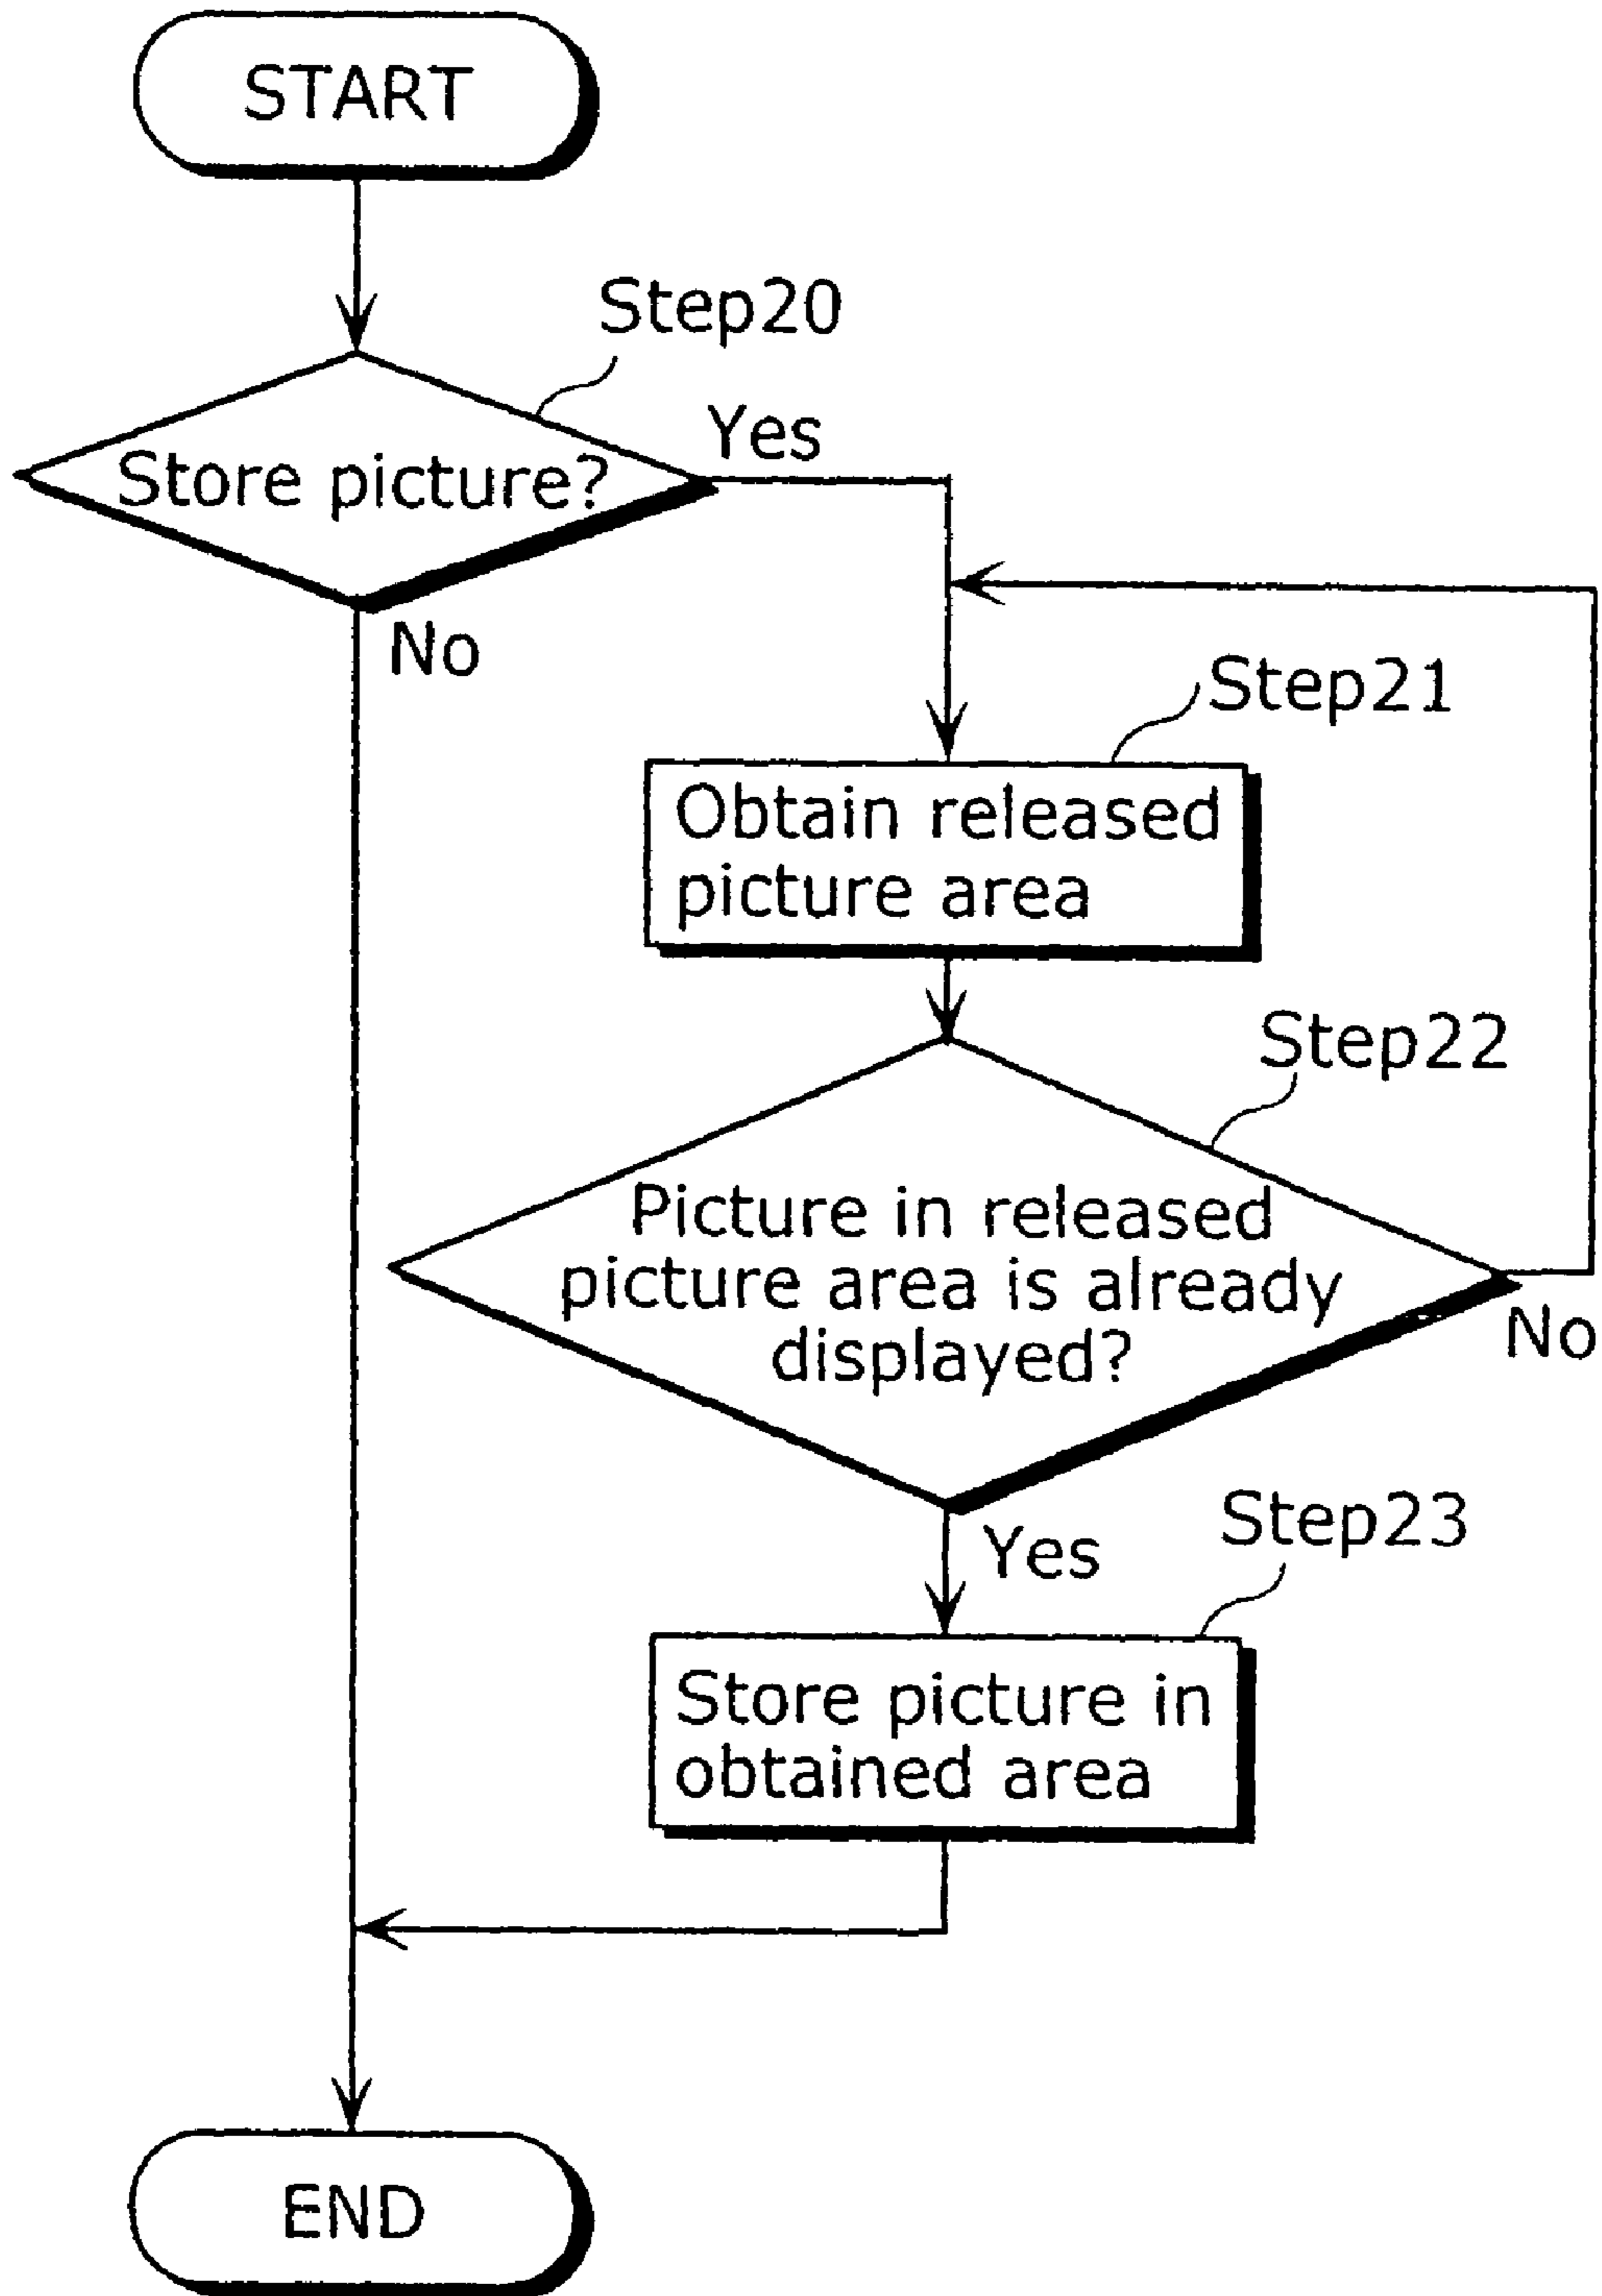 START
Step20
Yes
Store picture?
No
Step21
Obtain released
picture area
Step22
Picture in released
picture area is already
displayed?
No
Yes
Step23
Store picture in
obtained area
END